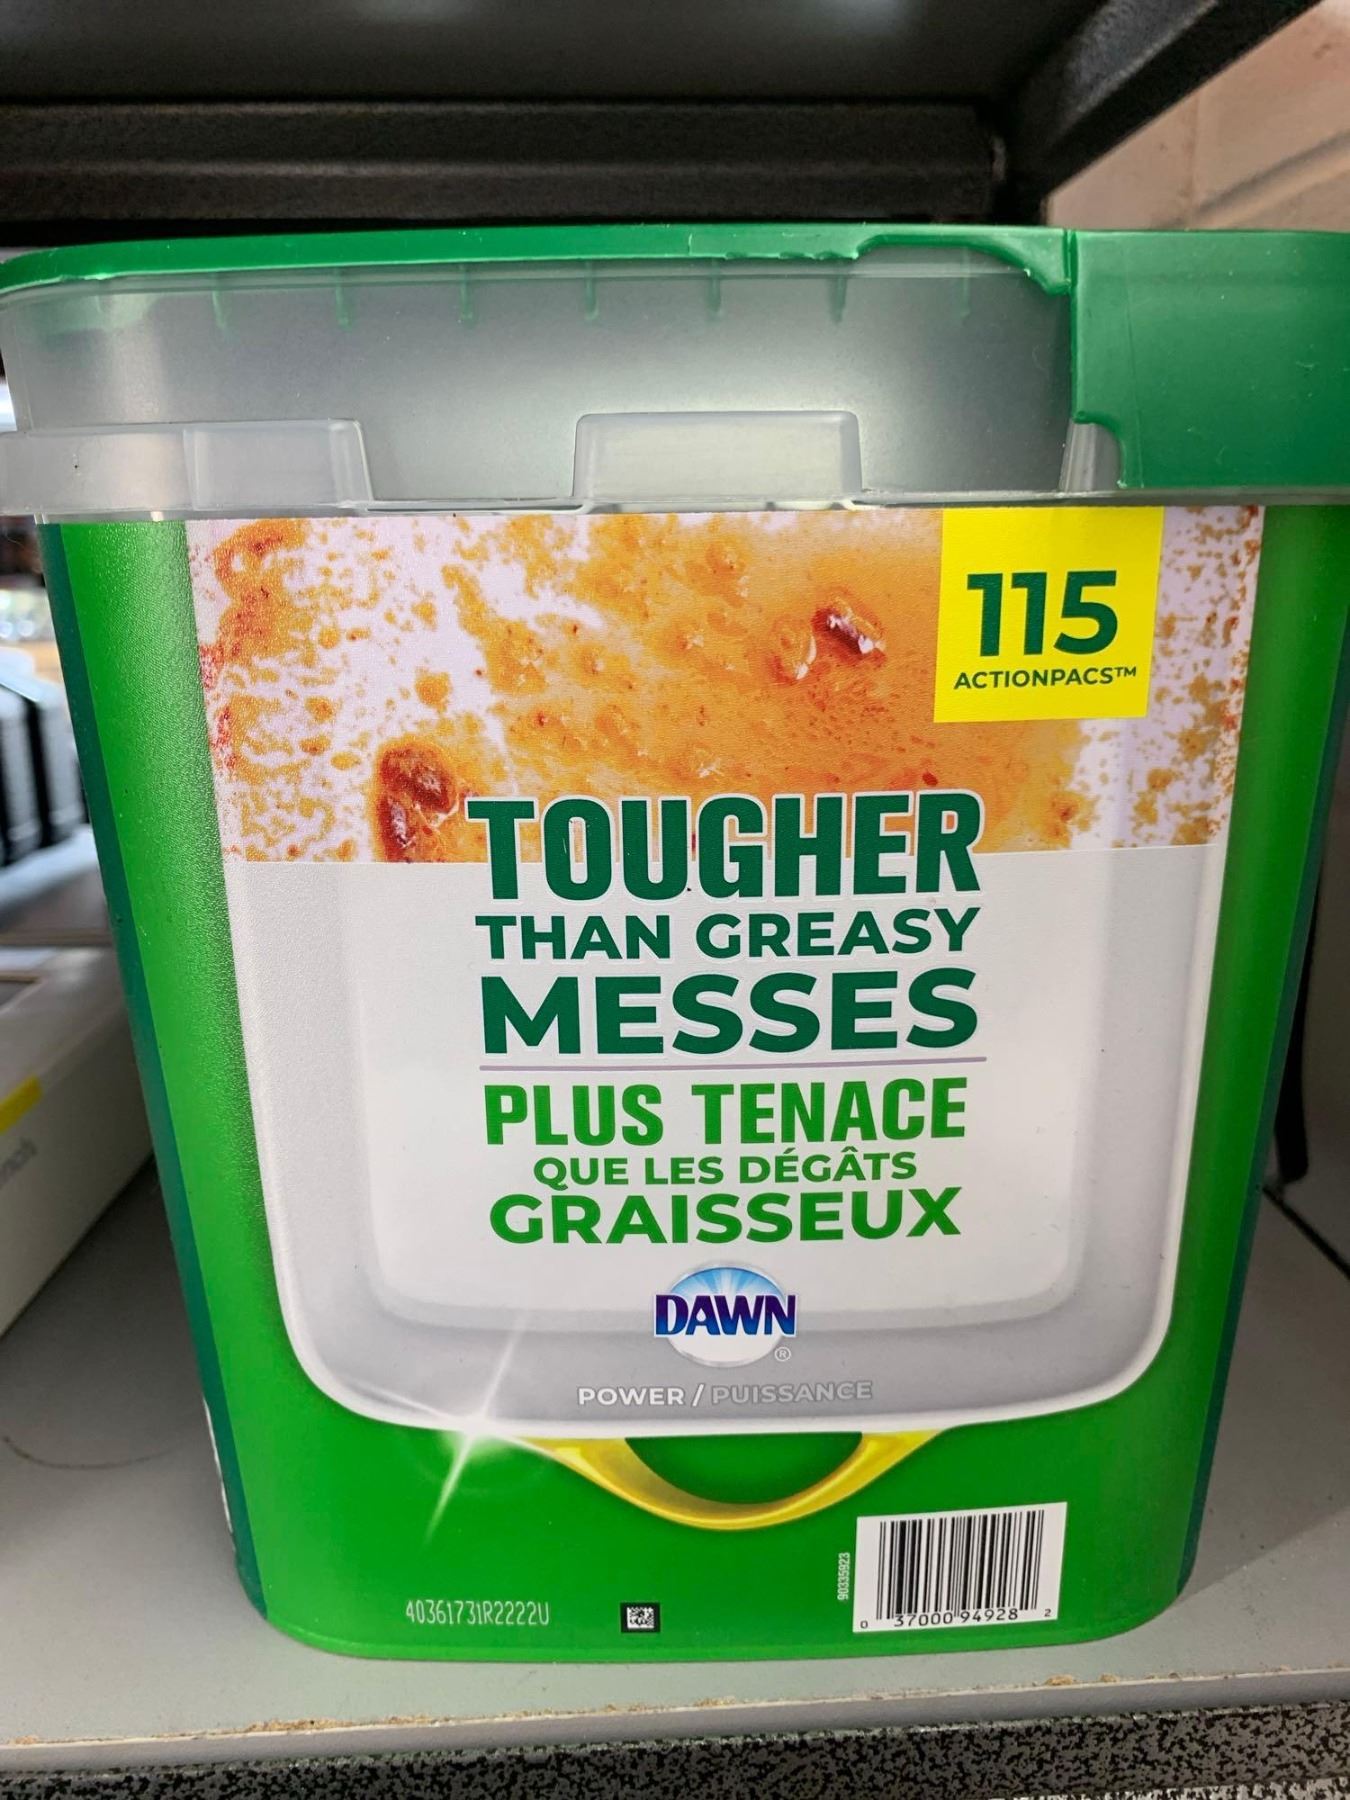 115
ACTIONPACS™
TOUGHER
THAN GREASY
MESSES
PLUS TENACE
QUE LES DÉGÂTS
GRAISSEUX
DAWN
®
POWER / PUISSANCE
90335923
40361731R2222U
0 37000 94928 2